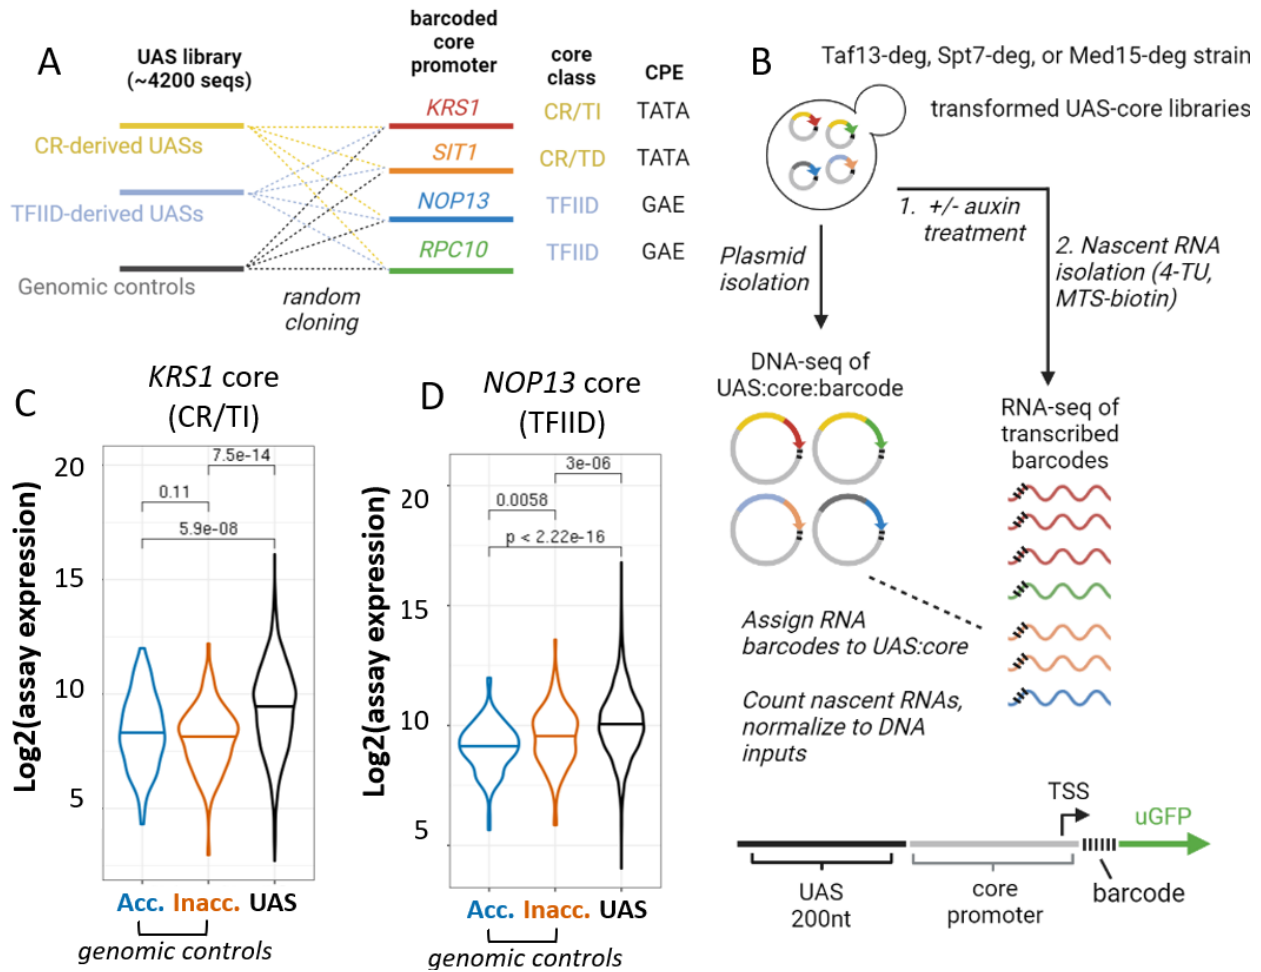 A
UAS library
(~4200 seqs)
barcoded
core
promoter
core
class
CPE
CR-derived UASs
TFIID-derived UASs
Genomic controls
KRS1
CR/TI
TATA
SIT1
CR/TD
TATA
NOP13
TFIID
GAE
RPC10
TFIID
GAE
random
cloning
B
Taf13-deg, Spt7-deg, or Med15-deg strain
transformed UAS-core libraries
1. +/- auxin
treatment
Plasmid
isolation
2. Nascent RNA
isolation (4-TU,
MTS-biotin)
DNA-seq of
UAS:core:barcode
RNA-seq of
transcribed
barcodes
Assign RNA
barcodes to UAS:core
Count nascent RNAs,
normalize to DNA
inputs
TSS
uGFP
UAS
200nt
core
promoter
barcode
C
KRS1 core
(CR/TI)
Log2(assay expression)
20
15
10
5
7.5e-14
0.11
5.9e-08
Acc. Inacc. UAS
genomic controls
D
NOP13 core
(TFIID)
Log2(assay expression)
20
15
10
5
3e-06
0.0058
p < 2.22e-16
Acc. Inacc. UAS
genomic controls